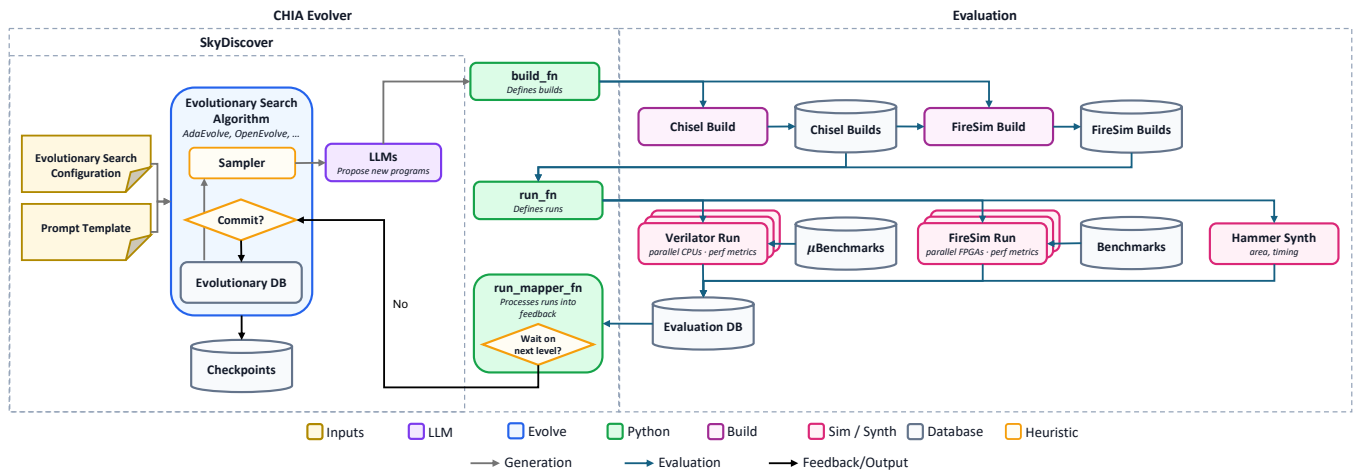 CHIA Evolver
Evaluation
SkyDiscover
build_fn
Defines builds
Evolutionary Search
Algorithm
AdaEvolve, OpenEvolve, ...
Chisel Build
Chisel Builds
FireSim Build
FireSim Builds
Evolutionary Search
Configuration
Sampler
LLMs
Propose new programs
run_fn
Defines runs
Prompt Template
Commit?
Verilator Run
parallel CPUs · perf metrics
μBenchmarks
FireSim Run
parallel FPGAs · perf metrics
Benchmarks
Hammer Synth
area, timing
Evolutionary DB
No
run_mapper_fn
Processes runs into
feedback
Wait on
next level?
Evaluation DB
Checkpoints
Inputs
LLM
Evolve
Python
Build
Sim / Synth
Database
Heuristic
Generation
Evaluation
Feedback/Output